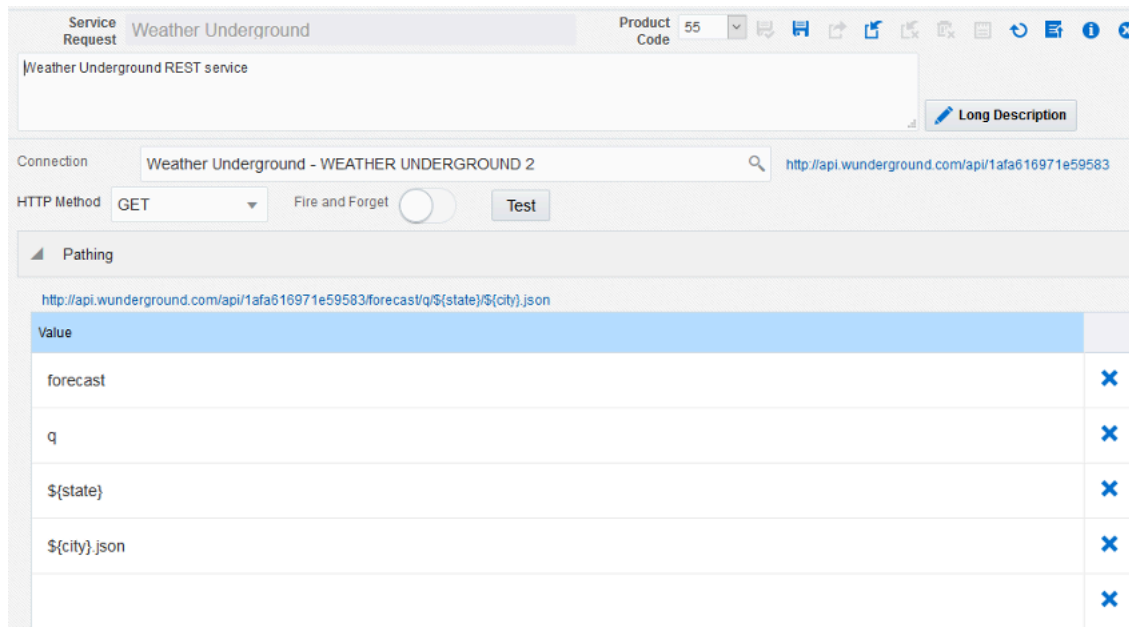 Service Request
Weather Underground
Product Code
55
Weather Underground REST service
Long Description
Connection
Weather Underground - WEATHER UNDERGROUND 2
http://api.wunderground.com/api/1afa616971e59583
HTTP Method
GET
Fire and Forget
Test
Pathing
http://api.wunderground.com/api/1afa616971e59583/forecast/q/${state}/${city}.json
Value
forecast
q
${state}
${city}.json